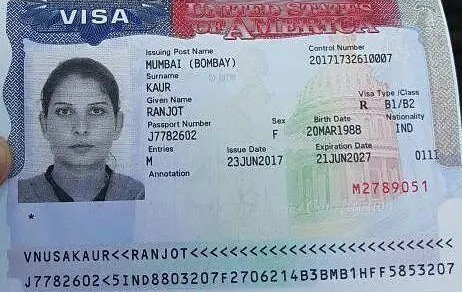 VISA UNITED STATES OF AMERICA
Issuing Post Name Control Number
MUMBAI (BOMBAY) 20171732610007
Surname
KAUR Visa Type /Class
Given Name R B1/B2
RANJOT Nationality
Passport Number Sex Birth Date IND
J7782602 F 20MAR1988
Entries Issue Date Expiration Date
M 23JUN2017 21JUN2027
Annotation M2789051
*
VNUSAKAUR<<RANJOT<<<<<<<<<<<<<<<<<<<<<<<<<<<
J7782602<5IND8803207F2706214B3BMB1HFF5853207